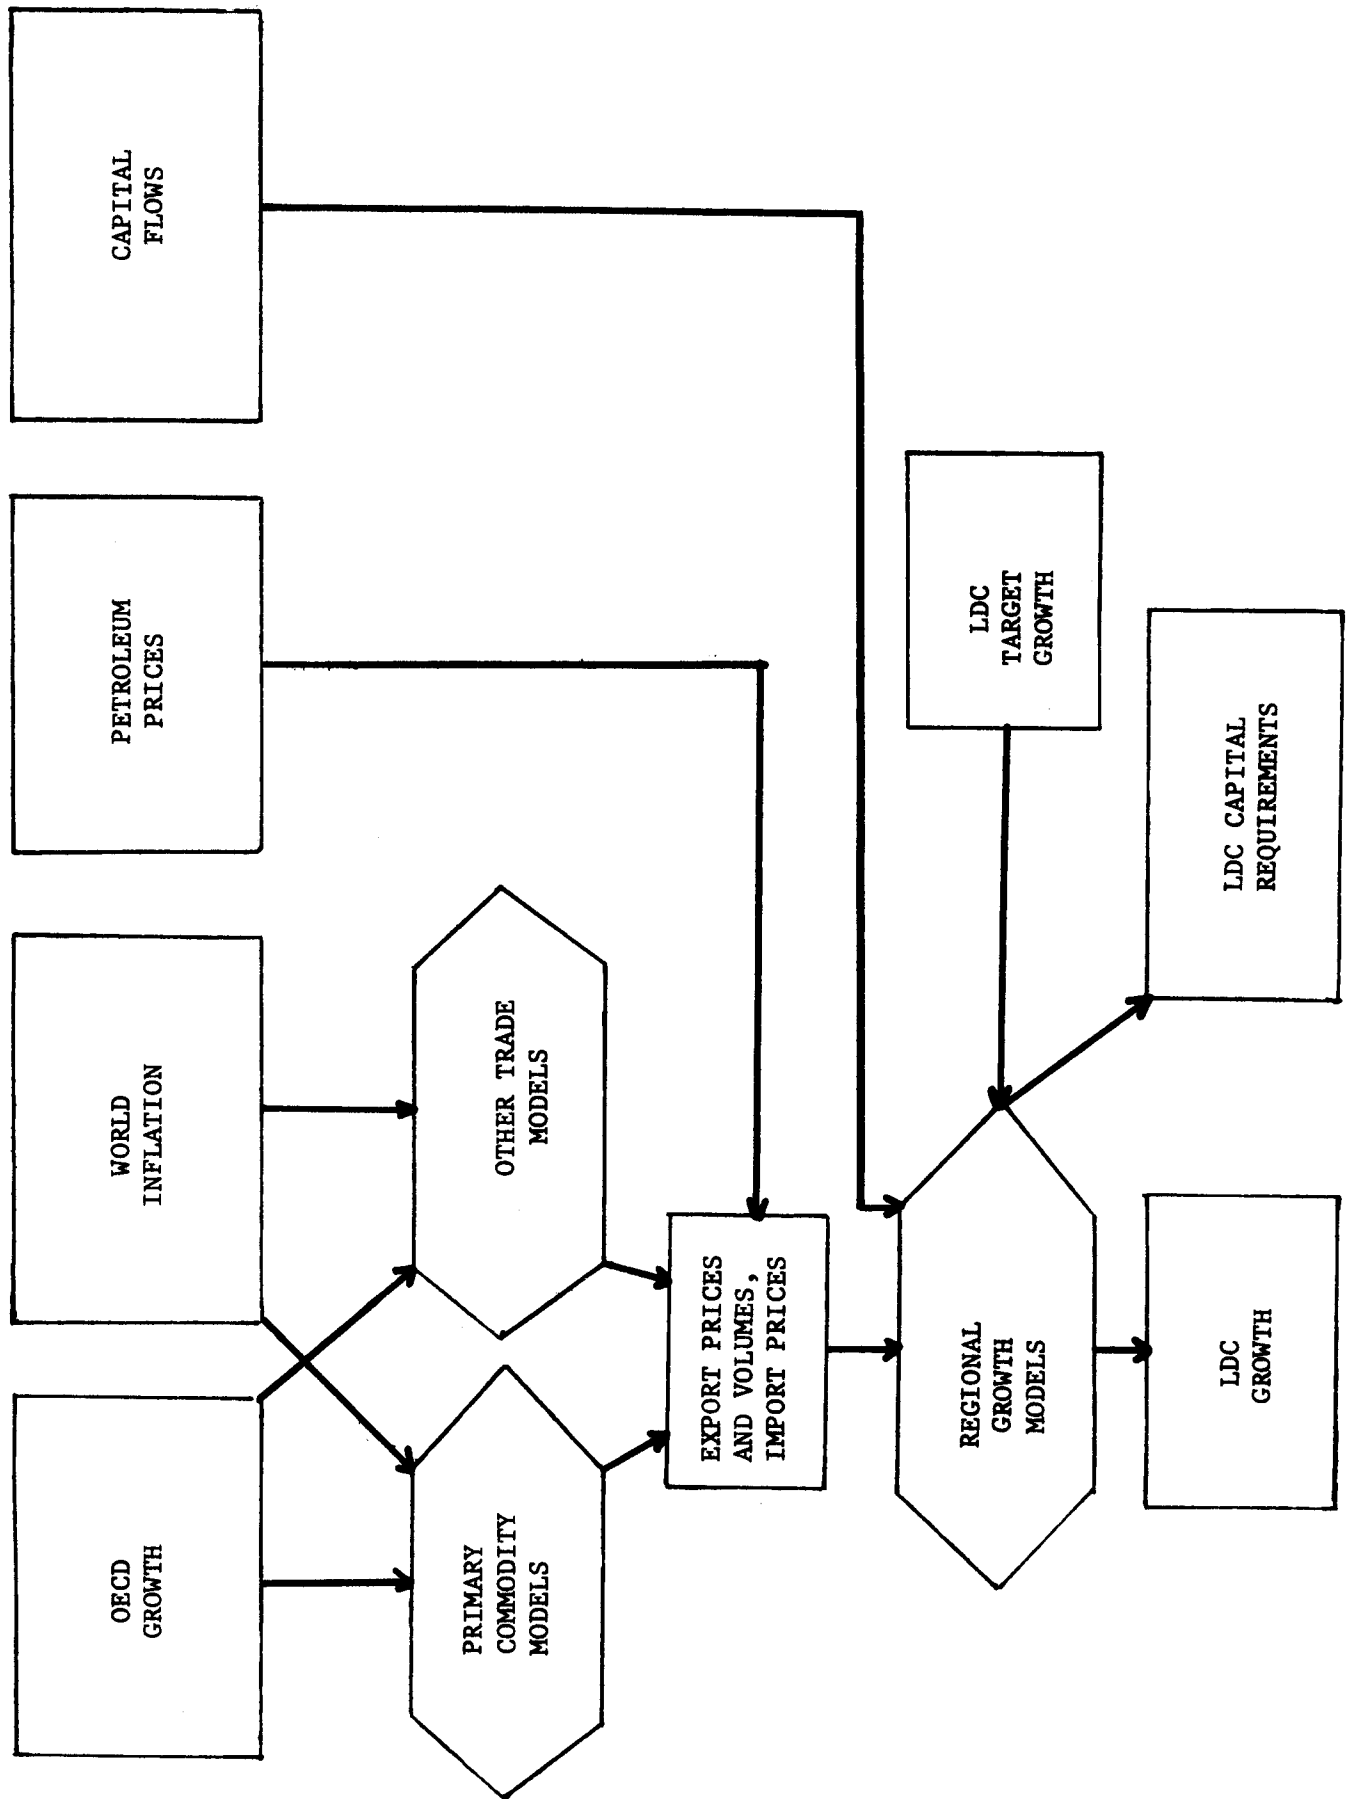 OECD
GROWTH
WORLD
INFLATION
PETROLEUM
PRICES
CAPITAL
FLOWS
PRIMARY
COMMODITY
MODELS
OTHER TRADE
MODELS
EXPORT PRICES
AND VOLUMES,
IMPORT PRICES
REGIONAL
GROWTH
MODELS
LDC
TARGET
GROWTH
LDC
GROWTH
LDC CAPITAL
REQUIREMENTS